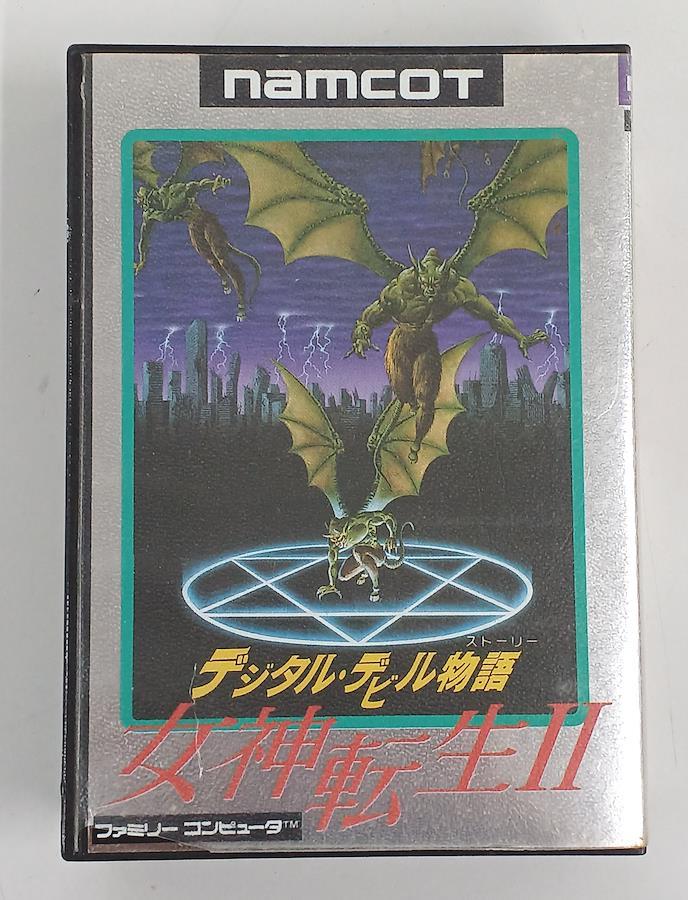 namcot
ストーリー
デジタル・デビル物語
女神転生II
ファミリーコンピュータ™